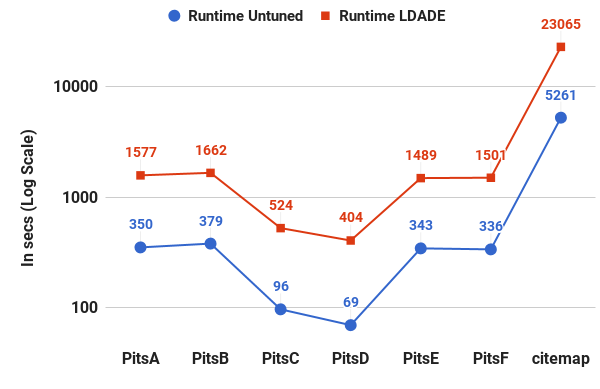 Runtime Untuned Runtime LDADE
23065
10000
5261
1577 1662 1489 1501
1000
524 404
350 379 343 336
96 69
100
In secs (Log Scale)
PitsA PitsB PitsC PitsD PitsE PitsF citemap